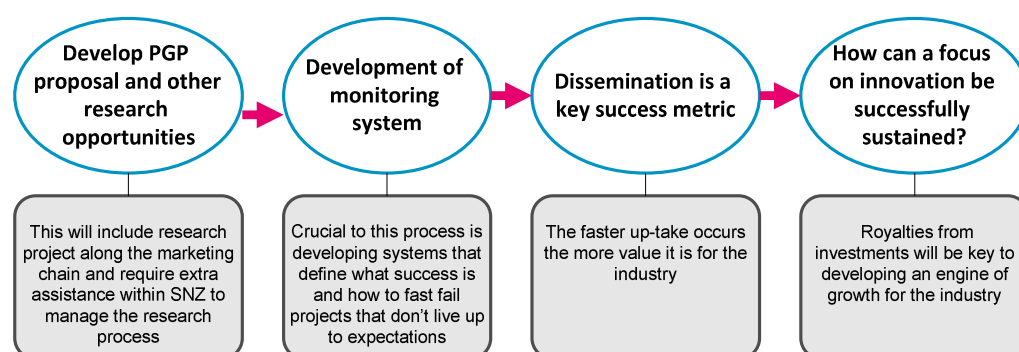 Develop PGP
proposal and other
research
opportunities
Development of
monitoring
system
Dissemination is a
key success metric
How can a focus
on innovation be
successfully
sustained?
This will include research
project along the marketing
chain and require extra
assistance within SNZ to
manage the research
process
Crucial to this process is
developing systems that
define what success is
and how to fast fail
projects that don't live up
to expectations
The faster up-take occurs
the more value it is for the
industry
Royalties from
investments will be key to
developing an engine of
growth for the industry